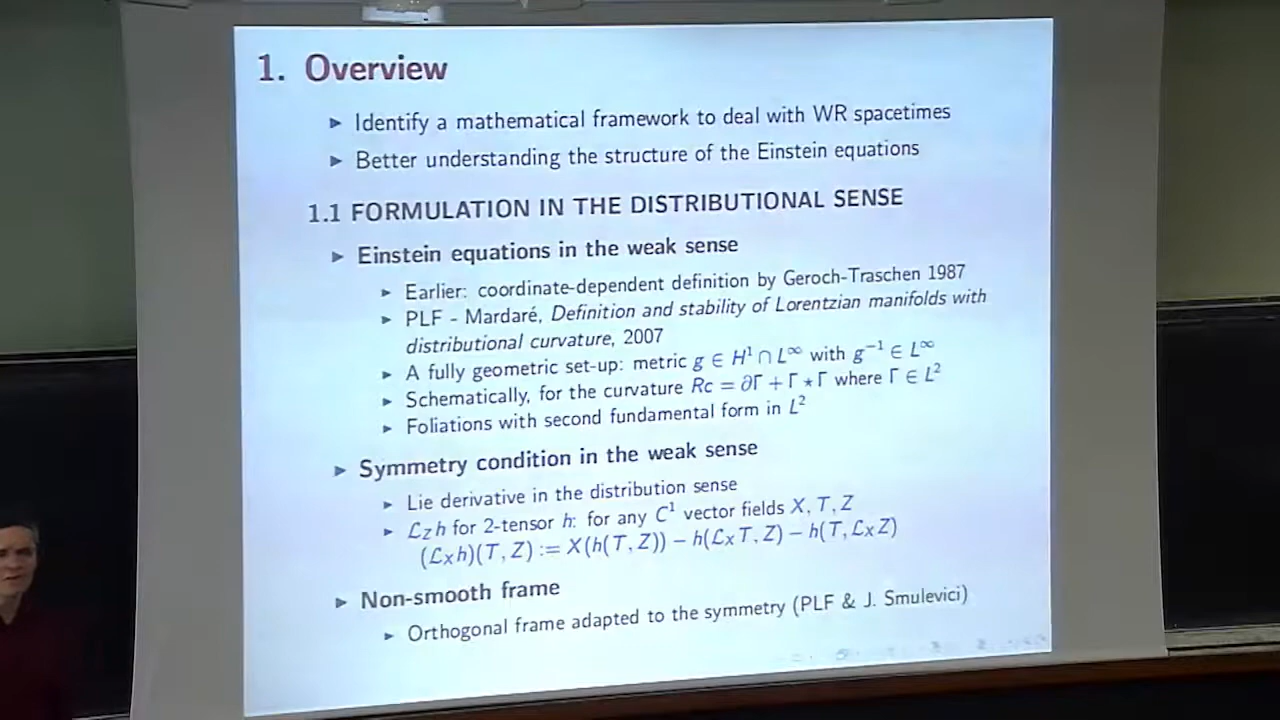 1. Overview
► Identify a mathematical framework to deal with WR spacetimes
► Better understanding the structure of the Einstein equations
1.1 FORMULATION IN THE DISTRIBUTIONAL SENSE
► Einstein equations in the weak sense
► Earlier: coordinate-dependent definition by Geroch-Traschen 1987
► PLF - Mardaré, Definition and stability of Lorentzian manifolds with
distributional curvature, 2007
► A fully geometric set-up: metric g ∈ H¹ ∩ L∞ with g⁻¹ ∈ L∞
► Schematically, for the curvature Rc = ∂Γ + Γ ⋆ Γ where Γ ∈ L²
► Foliations with second fundamental form in L²
► Symmetry condition in the weak sense
► Lie derivative in the distribution sense
► ℒ_Z h for 2-tensor h: for any C¹ vector fields X, T, Z
(ℒ_X h)(T, Z) := X(h(T, Z)) − h(ℒ_X T, Z) − h(T, ℒ_X Z)
► Non-smooth frame
► Orthogonal frame adapted to the symmetry (PLF & J. Smulevici)